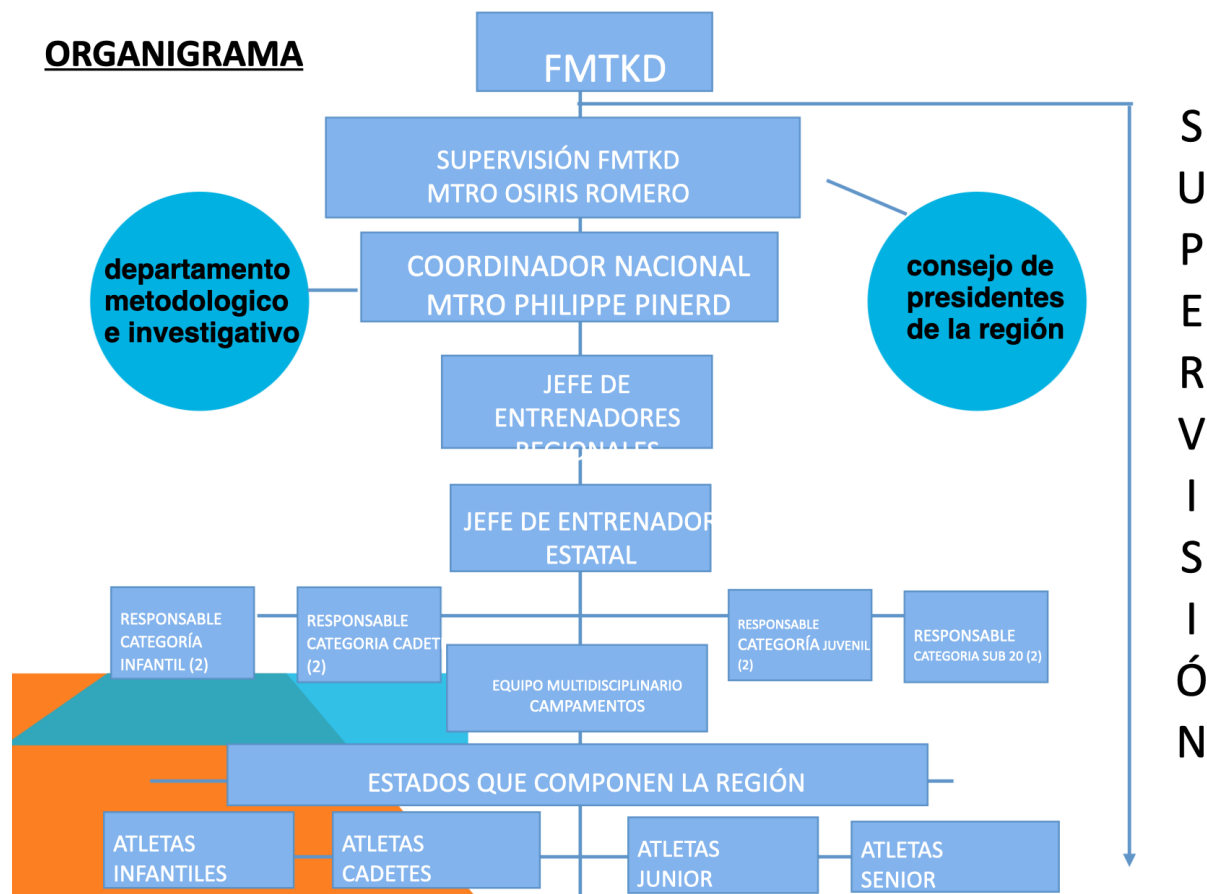 ORGANIGRAMA
FMTKD
SUPERVISIÓN FMTKD
MTRO OSIRIS ROMERO
departamento
metodologico
e investigativo
COORDINADOR NACIONAL
MTRO PHILIPPE PINERD
consejo de
presidentes
de la región
JEFE DE
ENTRENADORES
REGIONALES
JEFE DE ENTRENADOR
ESTATAL
RESPONSABLE
CATEGORÍA
INFANTIL (2)
RESPONSABLE
CATEGORIA CADET
(2)
RESPONSABLE
CATEGORÍA JUVENIL
(2)
RESPONSABLE
CATEGORIA SUB 20 (2)
EQUIPO MULTIDISCIPLINARIO
CAMPAMENTOS
ESTADOS QUE COMPONEN LA REGIÓN
ATLETAS
INFANTILES
ATLETAS
CADETES
ATLETAS
JUNIOR
ATLETAS
SENIOR
S
U
P
E
R
V
I
S
I
Ó
N